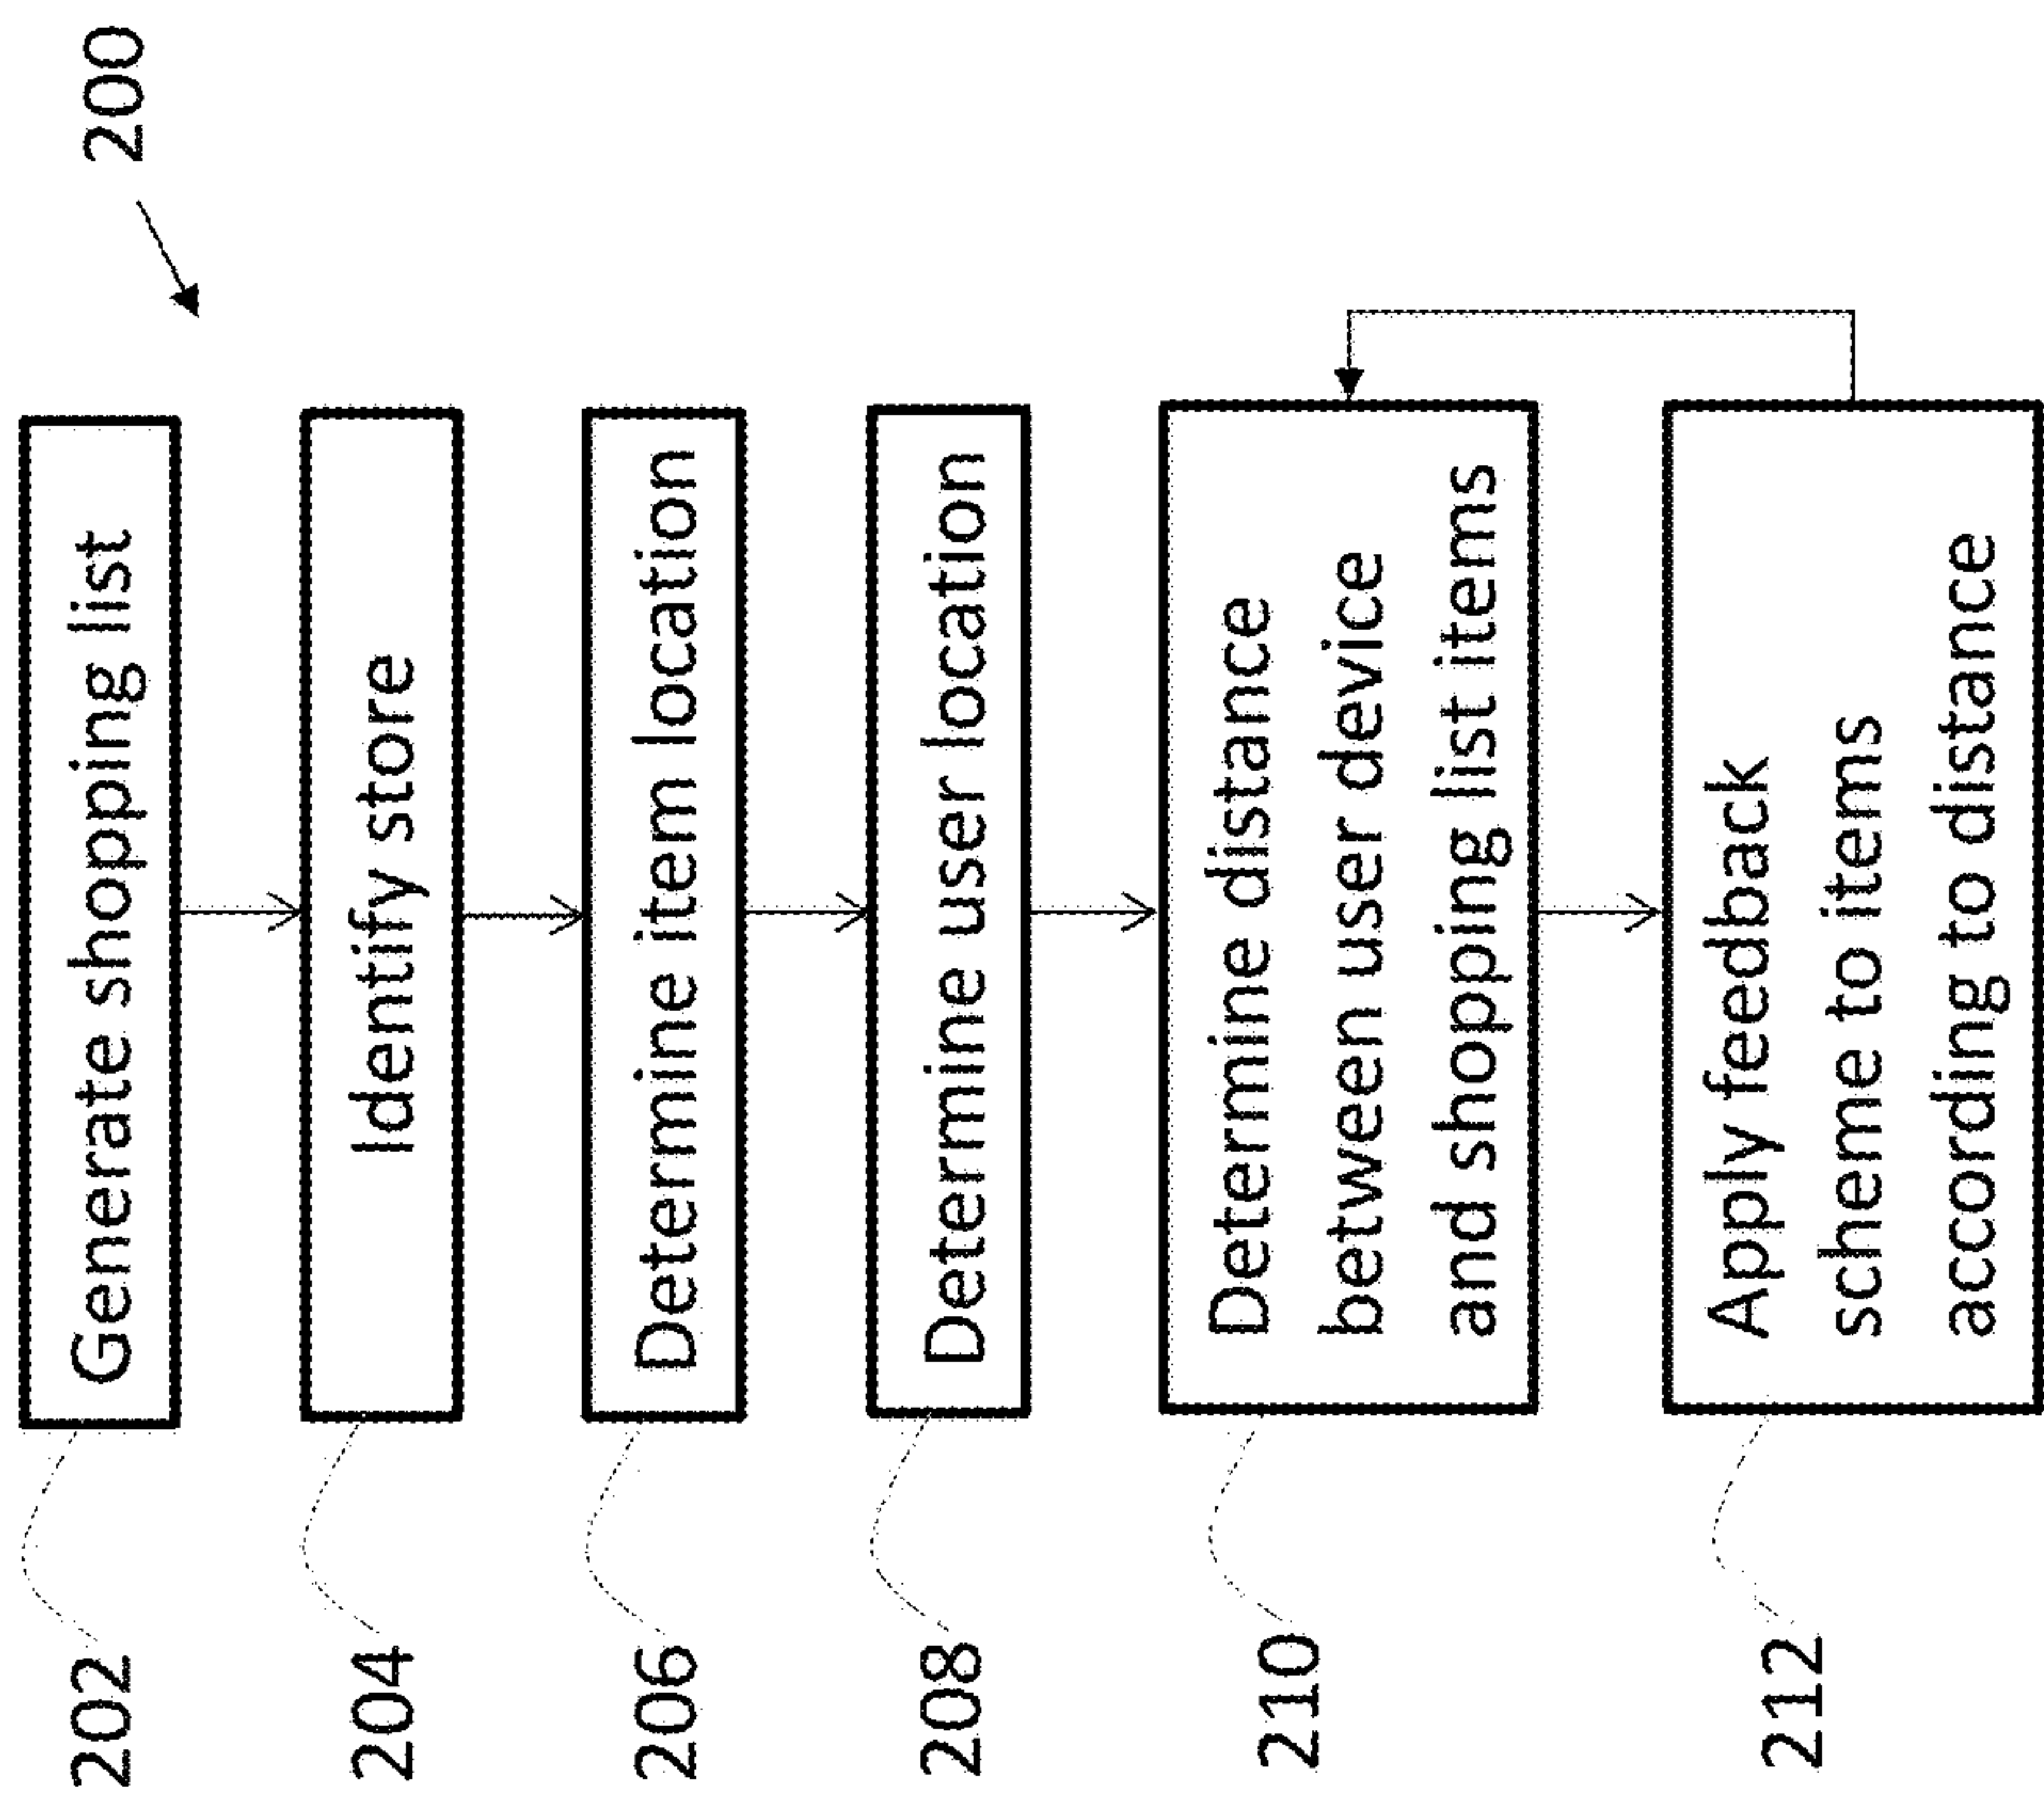 200
202
Generate shopping list
204
Identify store
206
Determine item location
208
Determine user location
210
Determine distance
between user device
and shopping list items
212
Apply feedback
scheme to items
according to distance